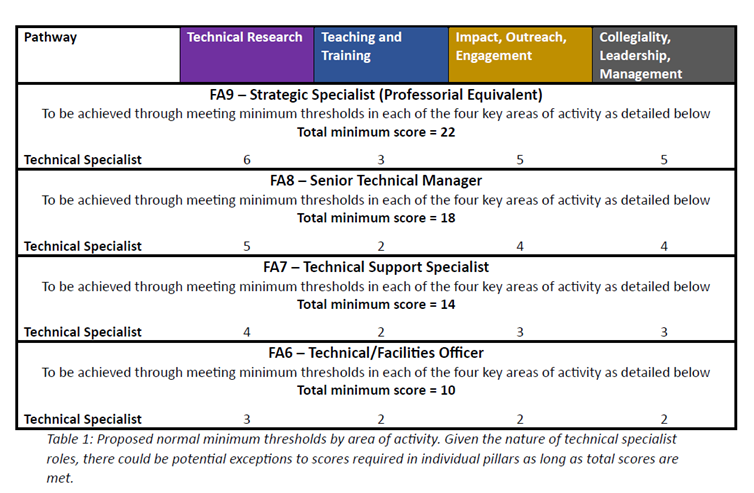 Pathway Technical Research Teaching and Training Impact, Outreach, Engagement Collegiality, Leadership, Management
FA9 – Strategic Specialist (Professorial Equivalent)
To be achieved through meeting minimum thresholds in each of the four key areas of activity as detailed below
Total minimum score = 22
Technical Specialist 6 3 5 5
FA8 – Senior Technical Manager
To be achieved through meeting minimum thresholds in each of the four key areas of activity as detailed below
Total minimum score = 18
Technical Specialist 5 2 4 4
FA7 – Technical Support Specialist
To be achieved through meeting minimum thresholds in each of the four key areas of activity as detailed below
Total minimum score = 14
Technical Specialist 4 2 3 3
FA6 – Technical/Facilities Officer
To be achieved through meeting minimum thresholds in each of the four key areas of activity as detailed below
Total minimum score = 10
Technical Specialist 3 2 2 2
Table 1: Proposed normal minimum thresholds by area of activity. Given the nature of technical specialist
roles, there could be potential exceptions to scores required in individual pillars as long as total scores are
met.